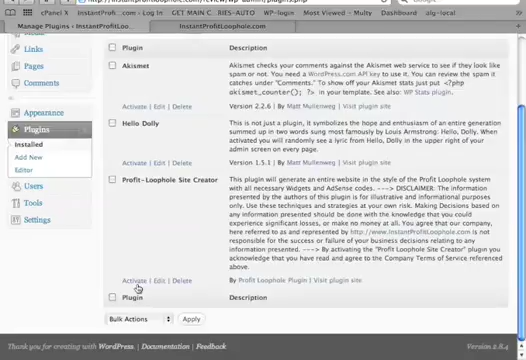 cPanel X InstantProfi...om - Log In GET MAIN C...RIES-AUTO WP-login Most Viewed - Multy Dashboard alg-local
Manage Plugins ‹ InstantProfitLoo... InstantProfitLoophole.com
Links
Pages
Comments
Appearance
Plugins
Installed
Add New
Editor
Users
Tools
Settings
Plugin Description
Akismet Akismet checks your comments against the Akismet web service to see if they look like
spam or not. You need a WordPress.com API key to use it. You can review the spam it
catches under "Comments." To show off your Akismet stats just put <?php
akismet_counter(); ?> in your template. See also: WP Stats plugin.
Activate | Edit | Delete Version 2.2.6 | By Matt Mullenweg | Visit plugin site
Hello Dolly This is not just a plugin, it symbolizes the hope and enthusiasm of an entire generation
summed up in two words sung most famously by Louis Armstrong: Hello, Dolly. When
activated you will randomly see a lyric from Hello, Dolly in the upper right of your
admin screen on every page.
Activate | Edit | Delete Version 1.5.1 | By Matt Mullenweg | Visit plugin site
Profit-Loophole Site Creator This plugin will generate an entire website in the style of the Profit Loophole system
with all necessary Widgets and AdSense codes. ---> DISCLAIMER: The information
presented by the authors of this plugin is for illustrative and informational purposes
only. Use these techniques and strategies at your own risk. Making Decisions based on
any information presented should be done with the knowledge that you could
experience significant losses, or make no money at all. You agree that our company,
here referred to as and represented by http://www.InstantProfitLoophole.com is not
responsible for the success or failure of your business decisions relating to any
information presented. ---> By activating the "Profit Loophole Site Creator" plugin you
acknowledge that you have read and agree to the Company Terms of Service referenced
above.
Activate | Edit | Delete By Profit Loophole Plugin | Visit plugin site
Plugin Description
Bulk Actions Apply
Thank you for creating with WordPress. | Documentation | Feedback Version 2.8.4